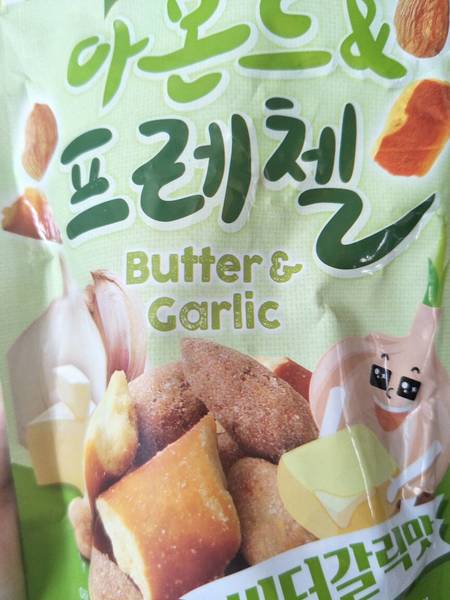 아몬드&
프레첼
Butter &
Garlic
버터갈릭맛